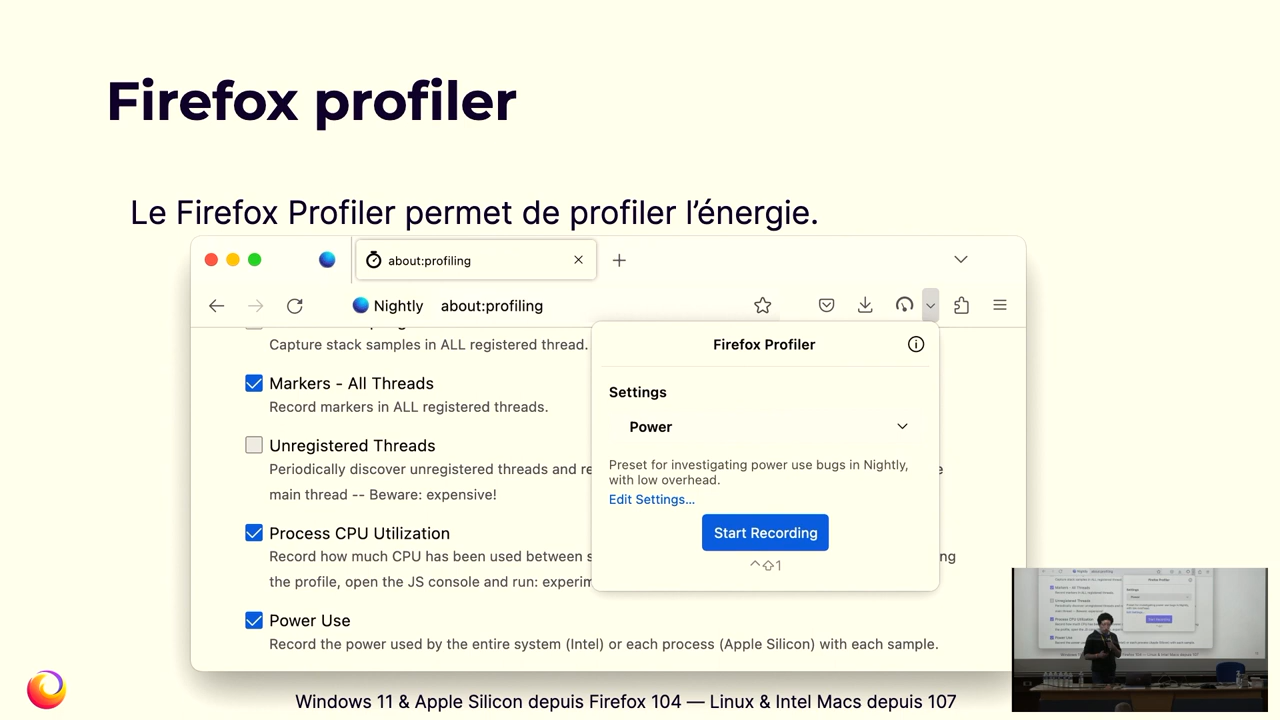 Firefox profiler
Le Firefox Profiler permet de profiler l'énergie.
about:profiling
Nightly about:profiling
Capture stack samples in ALL registered thread.
Markers - All Threads
Record markers in ALL registered threads.
Unregistered Threads
Periodically discover unregistered threads and re
main thread -- Beware: expensive!
Process CPU Utilization
Record how much CPU has been used between s
the profile, open the JS console and run: experim
Power Use
Record the power used by the entire system (Intel) or each process (Apple Silicon) with each sample.
Firefox Profiler
Settings
Power
Preset for investigating power use bugs in Nightly,
with low overhead.
Edit Settings...
Start Recording
^⇧1
Windows 11 & Apple Silicon depuis Firefox 104 — Linux & Intel Macs depuis 107